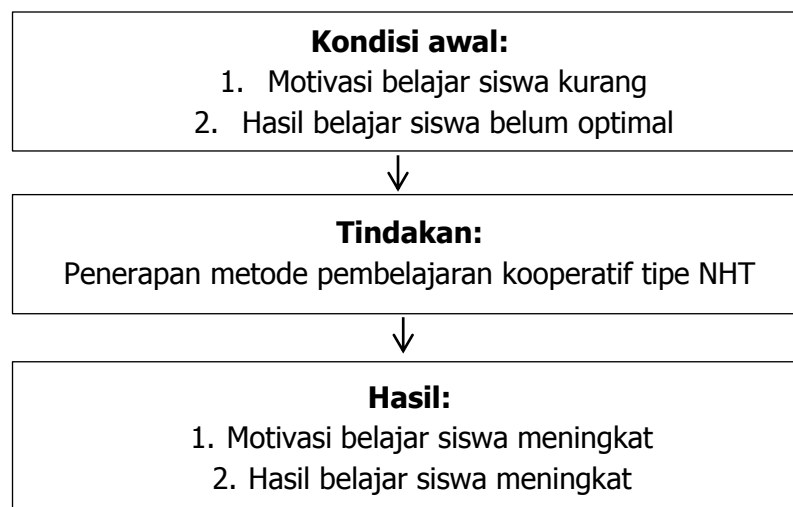 Kondisi awal:
1. Motivasi belajar siswa kurang
2. Hasil belajar siswa belum optimal
Tindakan:
Penerapan metode pembelajaran kooperatif tipe NHT
Hasil:
1. Motivasi belajar siswa meningkat
2. Hasil belajar siswa meningkat